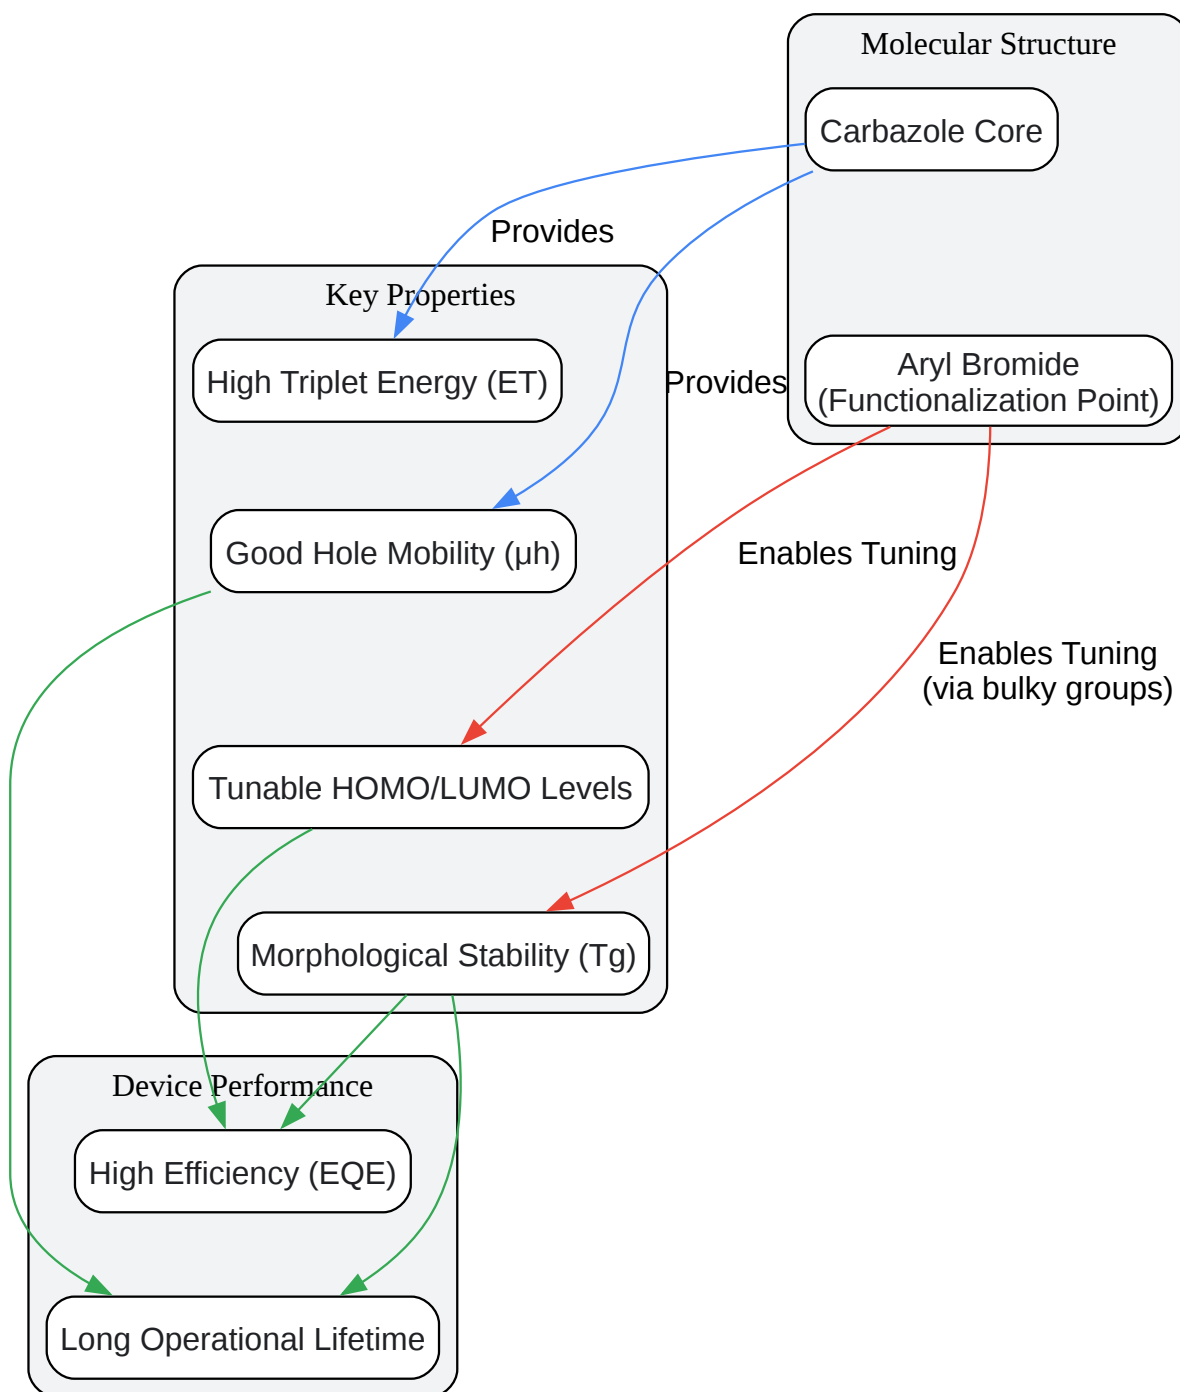 Molecular Structure
Carbazole Core
Provides
Key Properties
High Triplet Energy (ET)
Provides
Aryl Bromide
(Functionalization Point)
Good Hole Mobility (μh)
Enables Tuning
Enables Tuning
(via bulky groups)
Tunable HOMO/LUMO Levels
Morphological Stability (Tg)
Device Performance
High Efficiency (EQE)
Long Operational Lifetime